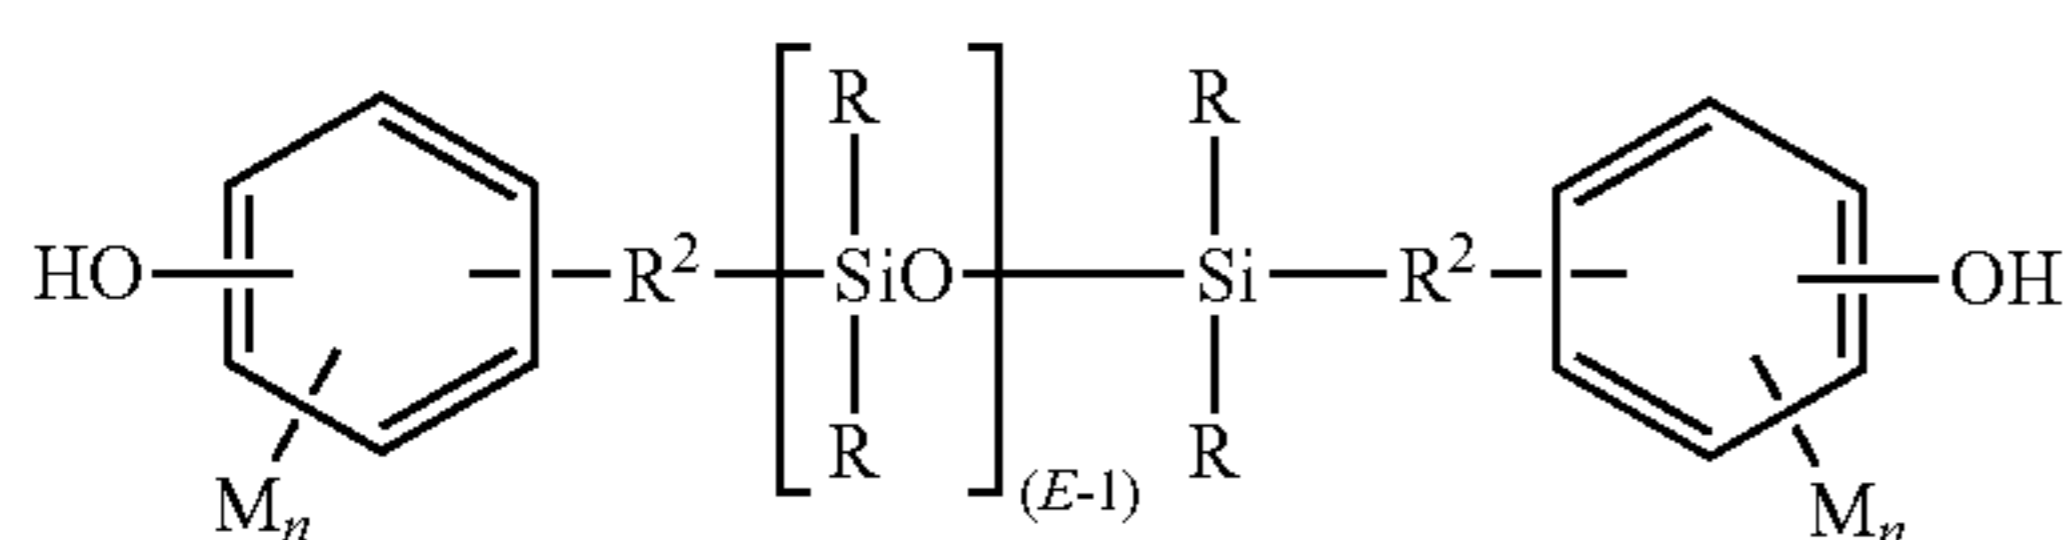 R R
HO R² SiO Si R² OH
R R
(E-1)
Mₙ Mₙ